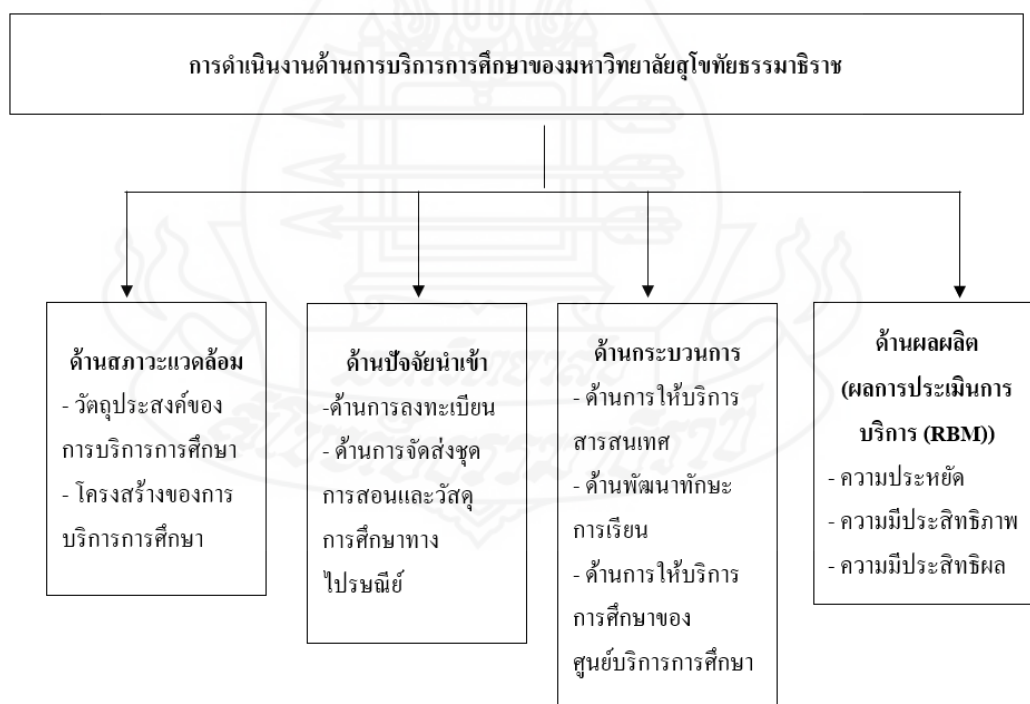 การดำเนินงานด้านการบริการการศึกษาของมหาวิทยาลัยสุโขทัยธรรมาธิราช
ด้านสภาวะแวดล้อม
- วัตถุประสงค์ของ
การบริการการศึกษา
- โครงสร้างของการ
บริการการศึกษา
ด้านปัจจัยนำเข้า
-ด้านการลงทะเบียน
- ด้านการจัดส่งชุด
การสอนและวัสดุ
การศึกษาทาง
ไปรษณีย์
ด้านกระบวนการ
- ด้านการให้บริการ
สารสนเทศ
- ด้านพัฒนาทักษะ
การเรียน
- ด้านการให้บริการ
การศึกษาของ
ศูนย์บริการการศึกษา
ด้านผลผลิต
(ผลการประเมินการ
บริการ (RBM))
- ความประหยัด
- ความมีประสิทธิภาพ
- ความมีประสิทธิผล